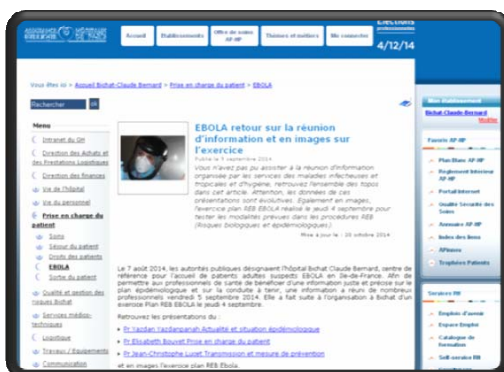 ASSISTANCE PUBLIQUE HÔPITAUX DE PARIS
Accueil
Etablissements
Offre de soins AP-HP
Thèmes et métiers
Me connecter
Elections
professionnelles
4/12/14
Vous êtes ici > Accueil Bichat-Claude Bernard > Prise en charge du patient > EBOLA
Rechercher ok
Menu
Intranet du GH
Direction des Achats et
des Prestations Logistiques
Direction des finances
Vie de l'hôpital
Vie du personnel
Prise en charge du
patient
Soins
Séjour du patient
Droits des patients
EBOLA
Sortie du patient
Qualité et gestion des
risques Bichat
Services médico-
techniques
Logistique
Travaux / Equipements
Communication
EBOLA retour sur la réunion
d'information et en images sur
l'exercice
Publié le 9 septembre 2014
Vous n'avez pas pu assister à la réunion d'information
organisée par les services des maladies infectieuses et
tropicales et d'hygiène, retrouvez l'ensemble des topos
dans cet article. Attention, les données de ces
présentations sont évolutives. Egalement en images,
l'exercice plan REB EBOLA réalisé le jeudi 4 septembre pour
tester les modalités prévues dans les procédures REB
(Risques biologiques et épidémiologiques).
Mise à jour le : 20 octobre 2014
Le 7 août 2014, les autorités publiques désignaient l'hôpital Bichat Claude Bernard, centre de
référence pour l'accueil de patients adultes suspects EBOLA en Ile-de-France. Afin de
permettre aux professionnels de santé de bénéficier d'une information juste et précise sur le
plan épidémiologique et sur la conduite à tenir, une information a réuni de nombreux
professionnels vendredi 5 septembre 2014. Elle a fait suite à l'organisation à Bichat d'un
exercice Plan REB EBOLA le jeudi 4 septembre.
Retrouvez les présentations du :
Pr Yazdan Yazdanpanah Actualité et situation épidémiologique
Pr Elisabeth Bouvet Prise en charge du patient
Pr Jean-Christophe Lucet Transmission et mesure de prévention
et en images l'exercice plan REB Ebola.
Mon établissement
Bichat-Claude Bernard
Modifier
Favoris AP-HP
Plan Blanc AP-HP
Règlement Intérieur
AP-HP
Portail Internet
Qualité Sécurité des
Soins
Annuaire AP-HP
Index des liens
APHnews
Trophées Patients
Services RH
Emplois d'avenir
Espace Emploi
Catalogue de
formation
Self-service RH